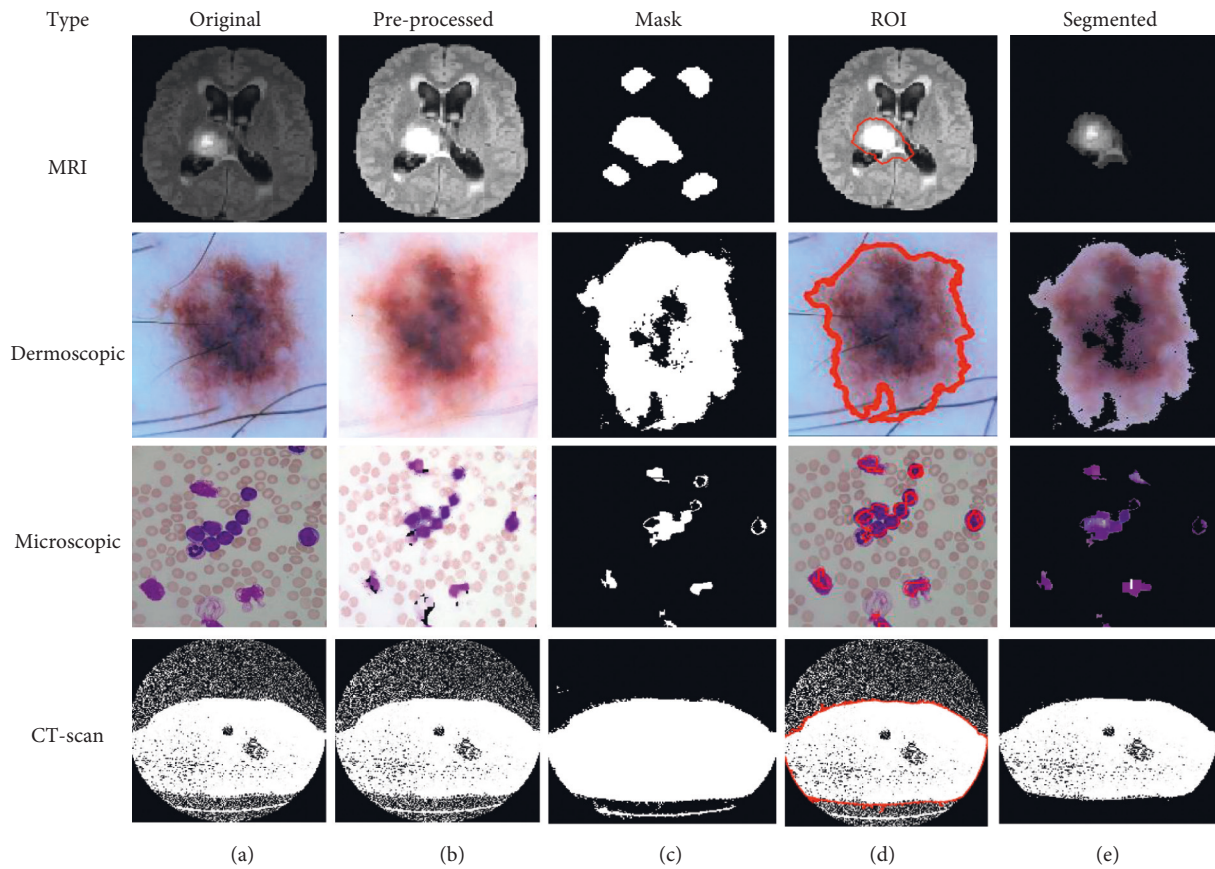 Type Original Pre-processed Mask ROI Segmented
MRI
Dermoscopic
Microscopic
CT-scan
(a) (b) (c) (d) (e)